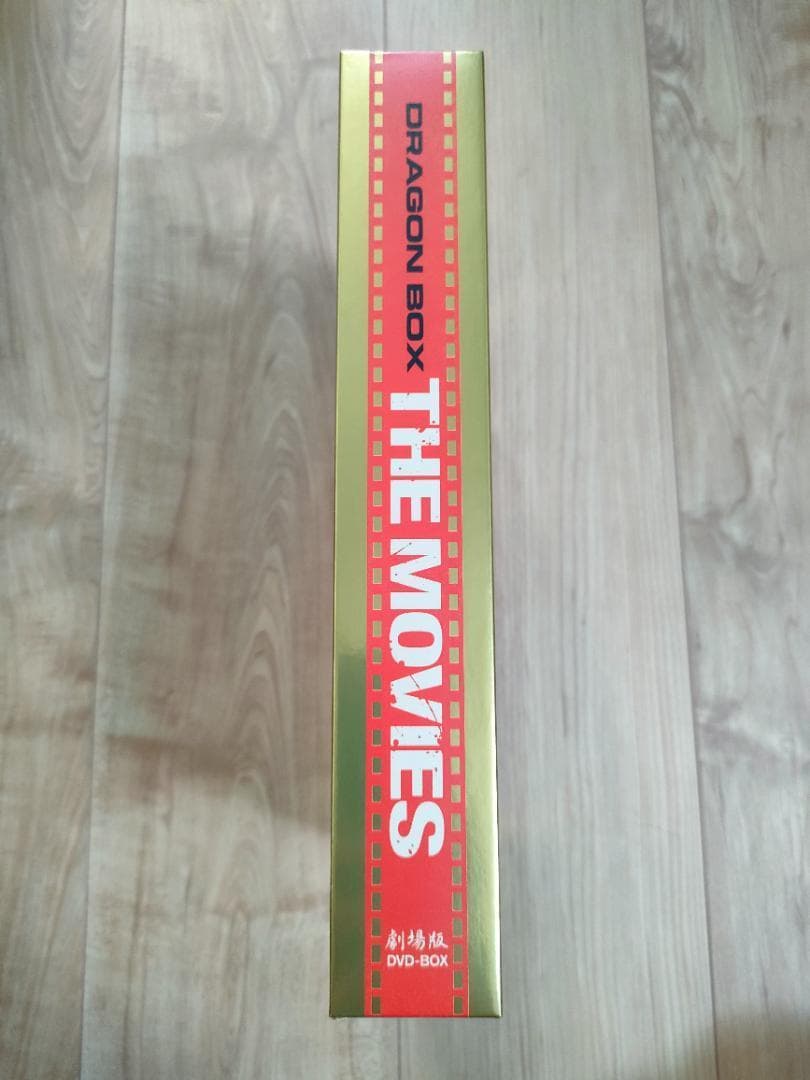 DRAGON BOX
THE MOVIES
劇場版
DVD-BOX